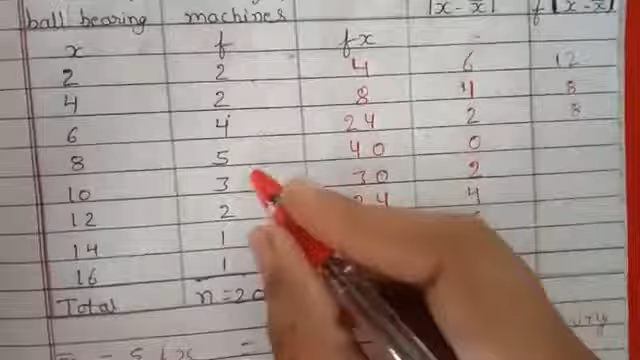 ball bearing machines |x - x̄| f |x - x̄|
x f fx
2 2 4 6 12
4 2 8 4 8
6 4 24 2 8
8 5 40 0
10 3 30 2
12 2 24 4
14 1
16 1
Total n = 20